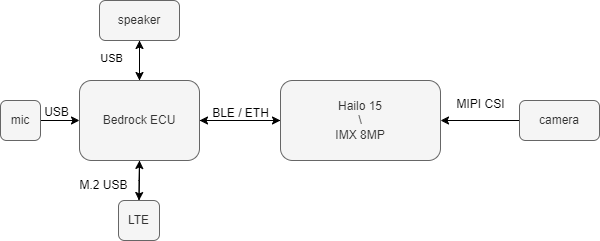 speaker
USB
mic
USB
Bedrock ECU
BLE / ETH
Hailo 15
\
IMX 8MP
MIPI CSI
camera
M.2 USB
LTE